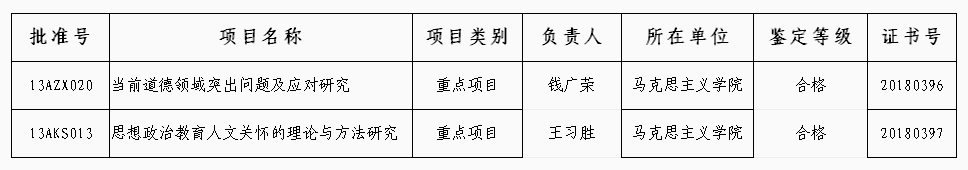 批准号 项目名称 项目类别 负责人 所在单位 鉴定等级 证书号
13AZX020 当前道德领域突出问题及应对研究 重点项目 钱广荣 马克思主义学院 合格 20180396
13AKS013 思想政治教育人文关怀的理论与方法研究 重点项目 王习胜 马克思主义学院 合格 20180397